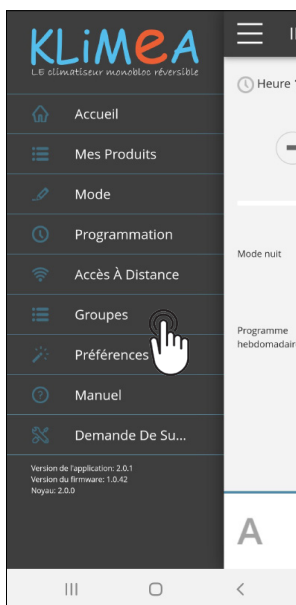 KLiMeA
LE climatiseur monobloc réversible
Accueil
Mes Produits
Mode
Programmation
Accès À Distance
Groupes
Préférences
Manuel
Demande De Su...
Version de l'application: 2.0.1
Version du firmware: 1.0.42
Noyau: 2.0.0
Heure
Mode nuit
Programme
hebdomadaire
A